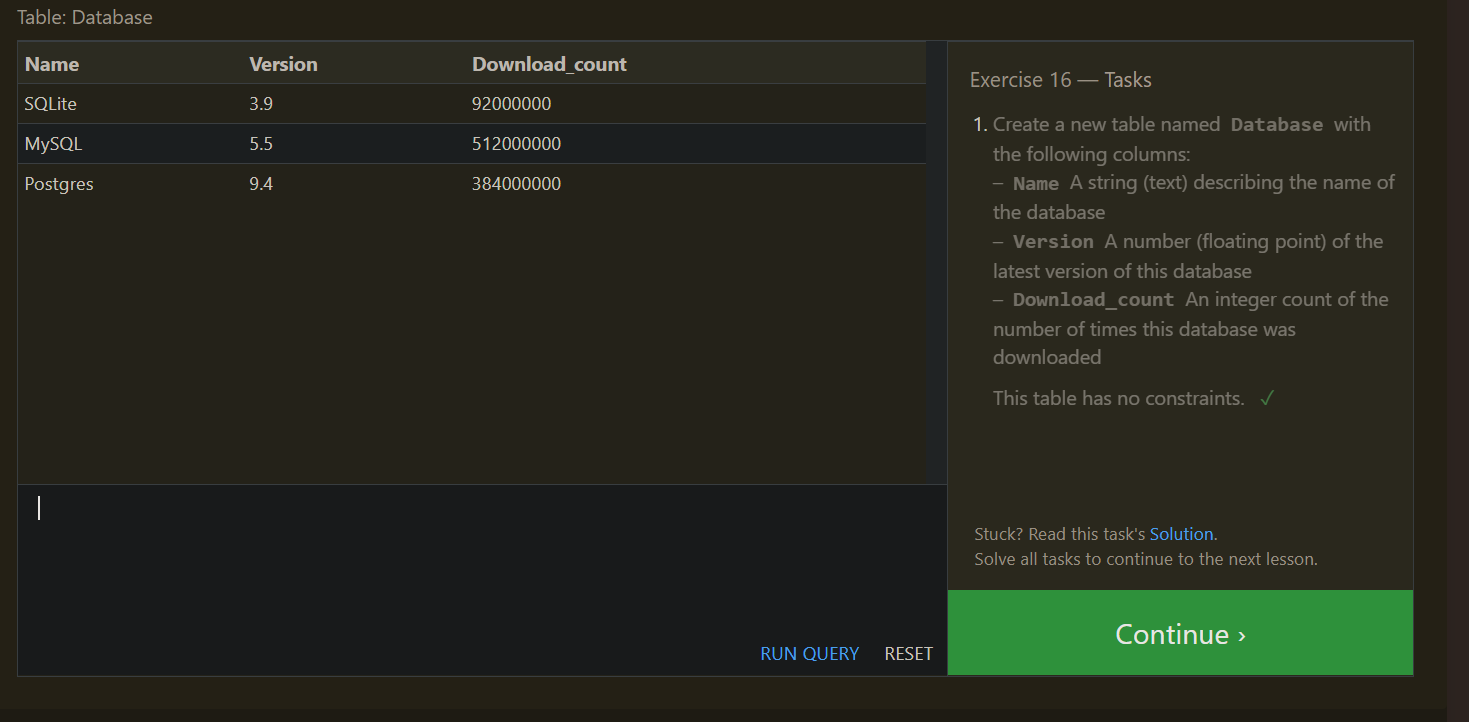 Table: Database
Name Version Download_count
SQLite 3.9 92000000
MySQL 5.5 512000000
Postgres 9.4 384000000
RUN QUERY RESET
Exercise 16 — Tasks
1. Create a new table named Database with
the following columns:
– Name A string (text) describing the name of
the database
– Version A number (floating point) of the
latest version of this database
– Download_count An integer count of the
number of times this database was
downloaded
This table has no constraints. ✓
Stuck? Read this task's Solution.
Solve all tasks to continue to the next lesson.
Continue ›